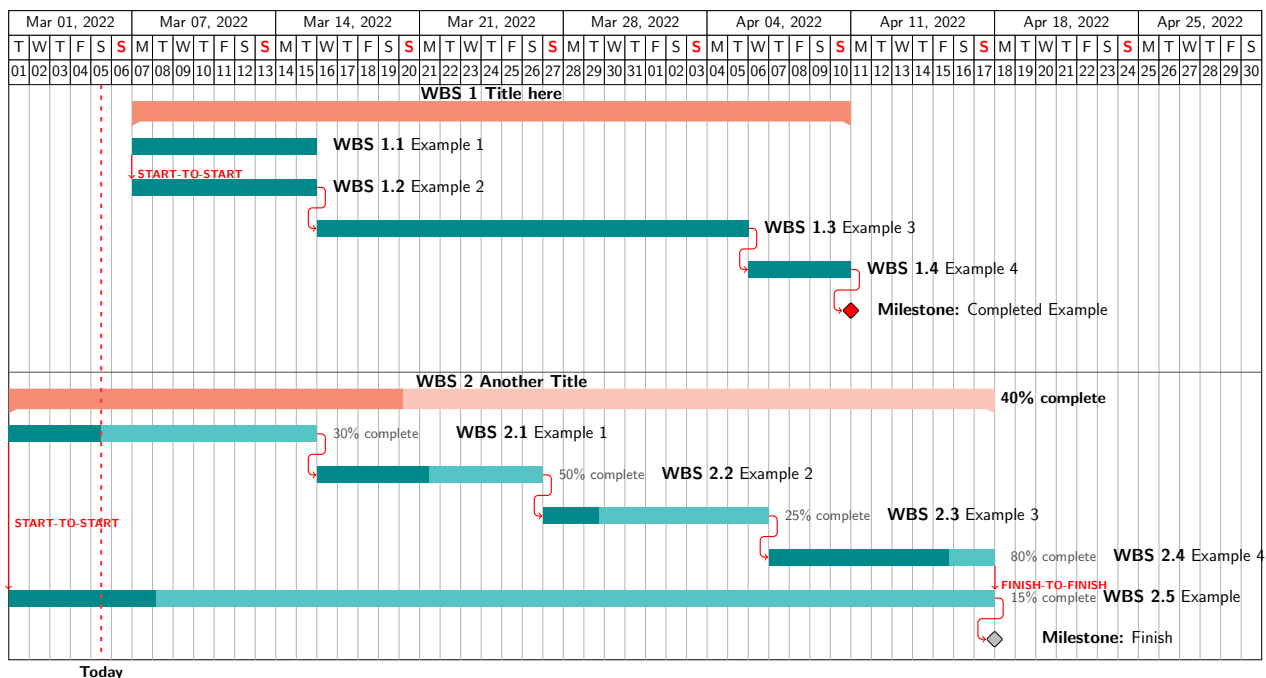 Mar 01, 2022 Mar 07, 2022 Mar 14, 2022 Mar 21, 2022 Mar 28, 2022 Apr 04, 2022 Apr 11, 2022 Apr 18, 2022 Apr 25, 2022
T W T F S S M T W T F S S M T W T F S S M T W T F S S M T W T F S S M T W T F S S M T W T F S S M T W T F S S M T W T F S
01 02 03 04 05 06 07 08 09 10 11 12 13 14 15 16 17 18 19 20 21 22 23 24 25 26 27 28 29 30 31 01 02 03 04 05 06 07 08 09 10 11 12 13 14 15 16 17 18 19 20 21 22 23 24 25 26 27 28 29 30
WBS 1 Title here
WBS 1.1 Example 1
START-TO-START
WBS 1.2 Example 2
WBS 1.3 Example 3
WBS 1.4 Example 4
Milestone: Completed Example
WBS 2 Another Title
40% complete
30% complete WBS 2.1 Example 1
50% complete WBS 2.2 Example 2
25% complete WBS 2.3 Example 3
START-TO-START
80% complete WBS 2.4 Example 4
FINISH-TO-FINISH
15% complete WBS 2.5 Example
Milestone: Finish
Today